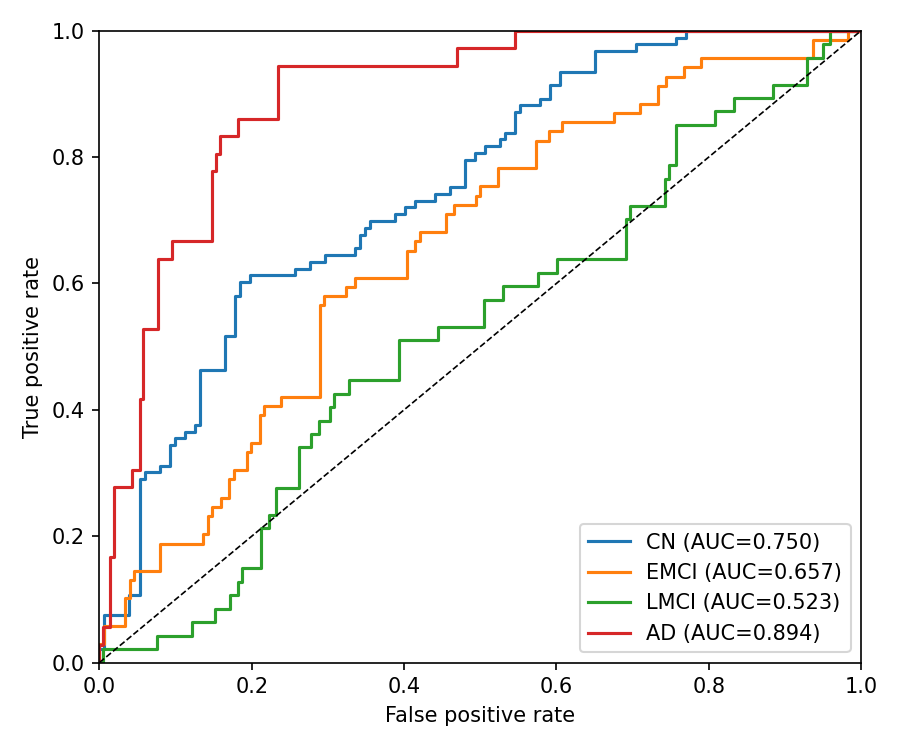 1.0
0.8
0.6
0.4
0.2
0.0
True positive rate
CN (AUC=0.750)
EMCI (AUC=0.657)
LMCI (AUC=0.523)
AD (AUC=0.894)
0.0 0.2 0.4 0.6 0.8 1.0
False positive rate